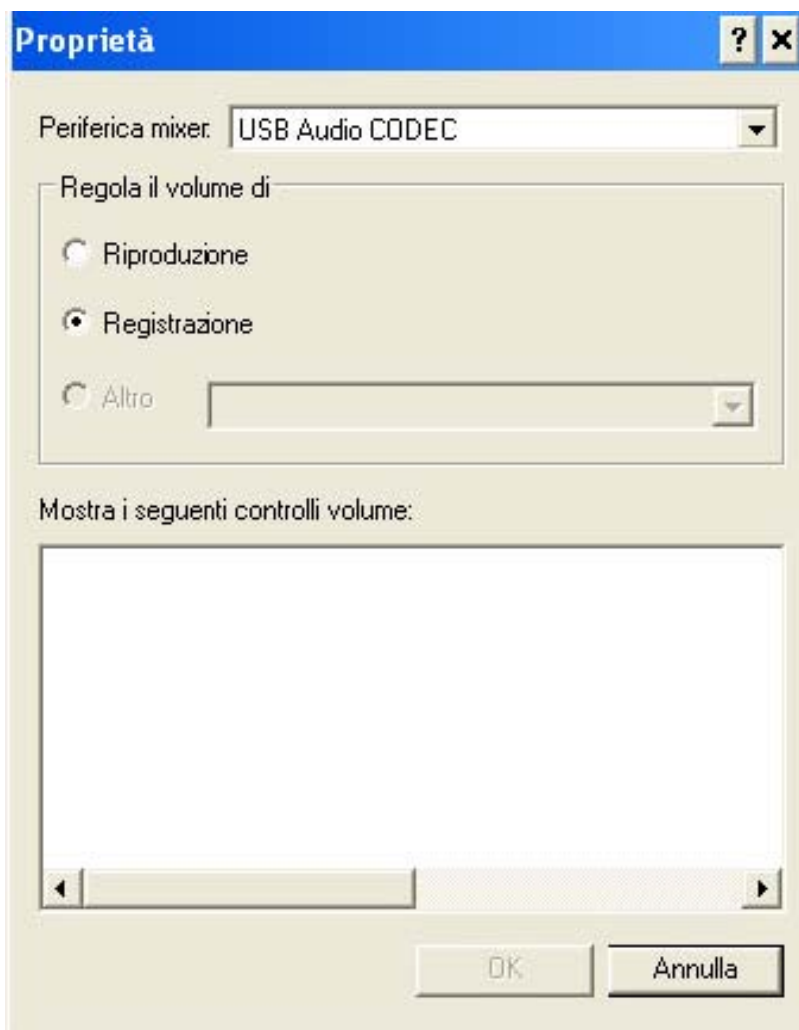 Proprietà
Periferica mixer: USB Audio CODEC
Regola il volume di
Riproduzione
Registrazione
Altro
Mostra i seguenti controlli volume:
OK Annulla